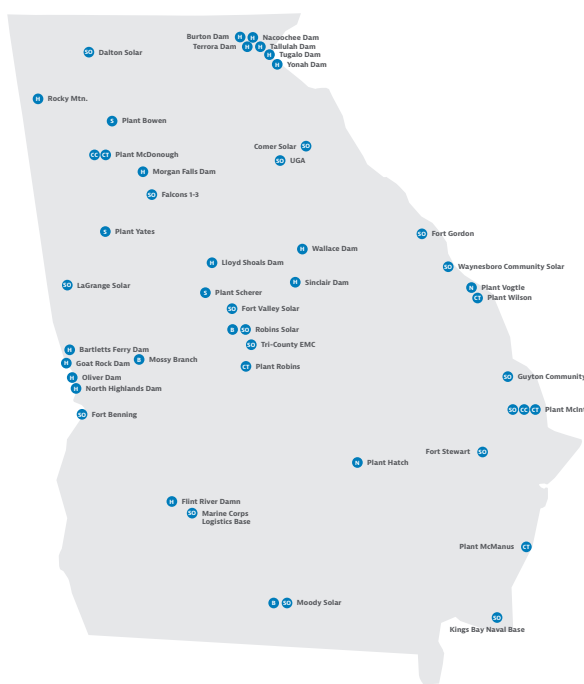 Burton Dam H H Nacoochee Dam
Terrora Dam H H Tallulah Dam
SO Dalton Solar
H Tugalo Dam
H Yonah Dam
H Rocky Mtn.
S Plant Bowen
Comer Solar SO
CC CT Plant McDonough
SO UGA
H Morgan Falls Dam
SO Falcons 1-3
S Plant Yates
SO Fort Gordon
H Wallace Dam
H Lloyd Shoals Dam
SO Waynesboro Community Solar
H Sinclair Dam
SO LaGrange Solar
N Plant Vogtle
S Plant Scherer
CT Plant Wilson
SO Fort Valley Solar
B SO Robins Solar
SO Tri-County EMC
H Bartletts Ferry Dam
B Mossy Branch
H Goat Rock Dam
CT Plant Robins
H Oliver Dam
SO Guyton Community
H North Highlands Dam
SO CC CT Plant McInt
SO Fort Benning
Fort Stewart SO
N Plant Hatch
H Flint River Damn
SO Marine Corps
Logistics Base
Plant McManus CT
B SO Moody Solar
SO
Kings Bay Naval Base